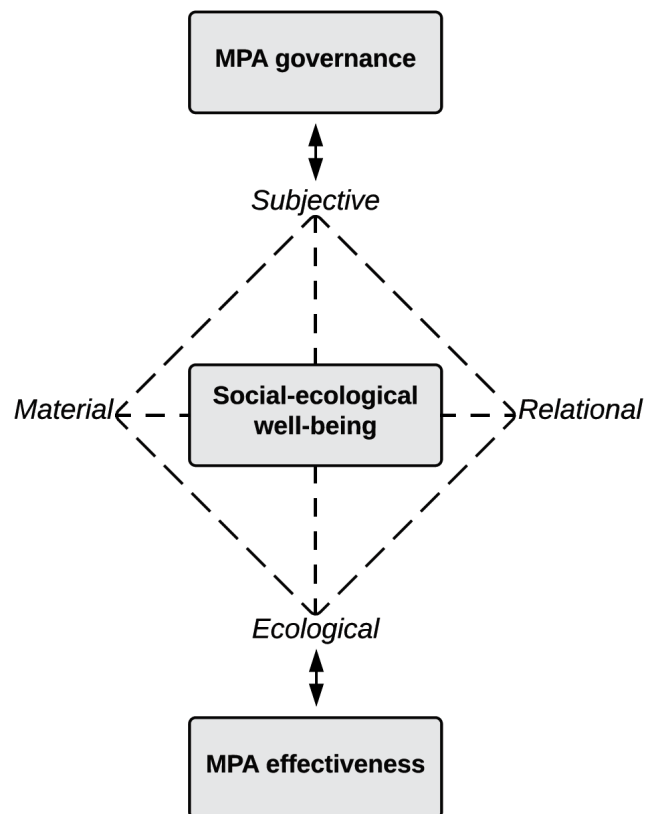 MPA governance
Subjective
Material
Social-ecological
well-being
Relational
Ecological
MPA effectiveness